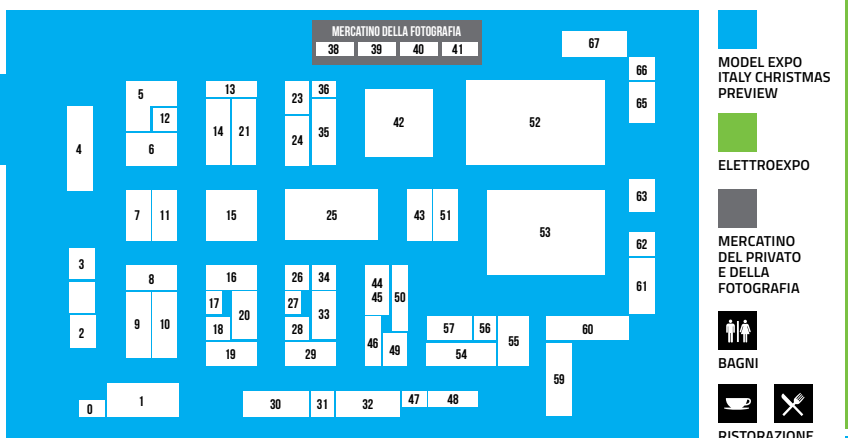 MERCATINO DELLA FOTOGRAFIA
38 39 40 41
67
66
5 13 23 36 65
12 14 21 24 35 42 52
4 6
63
7 11 15 25 43 51 53
62
3 8 16 26 34 44 50 61
45
17 20 27 33
2 9 10 18 28 46 57 56 60
19 29 49 54 55
59
0 1 30 31 32 47 48
MODEL EXPO
ITALY CHRISTMAS
PREVIEW
ELETTROEXPO
MERCATINO
DEL PRIVATO
E DELLA
FOTOGRAFIA
BAGNI
RISTORAZIONE